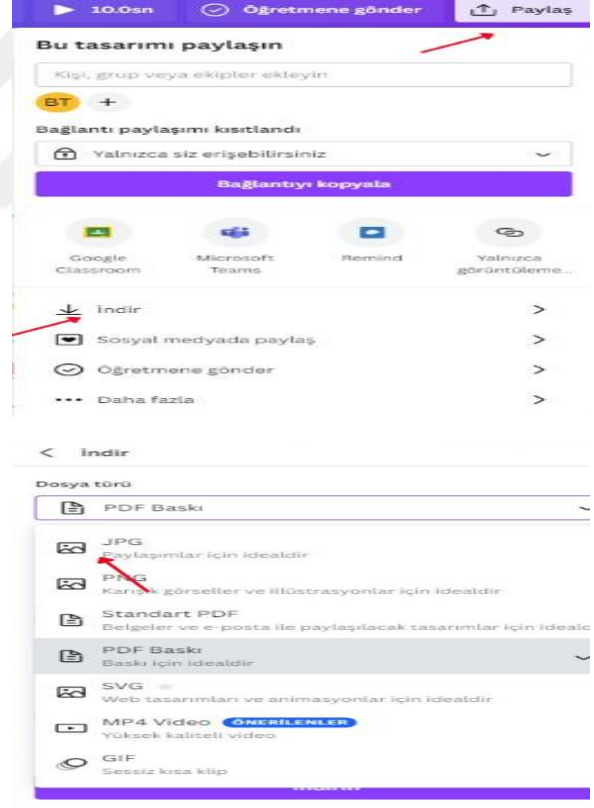 10.0sn
Öğretmene gönder
Paylaş
Bu tasarımı paylaşın
Kişi, grup veya ekipler ekleyin
BT +
Bağlantı paylaşımı kısıtlandı
Yalnızca siz erişebilirsiniz
Bağlantıyı kopyala
Google Classroom
Microsoft Teams
Remind
Yalnızca görüntüleme...
İndir
Sosyal medyada paylaş
Öğretmene gönder
Daha fazla
İndir
Dosya türü
PDF Baskı
JPG
Paylaşımlar için idealdir
PNG
Karışık görseller ve illüstrasyonlar için idealdir
Standart PDF
Belgeler ve e-posta ile paylaşılacak tasarımlar için ideald
PDF Baskı
Baskı için idealdir
SVG
Web tasarımları ve animasyonlar için idealdir
MP4 Video ÖNERİLENLER
Yüksek kaliteli video
GIF
Sessiz kısa klip